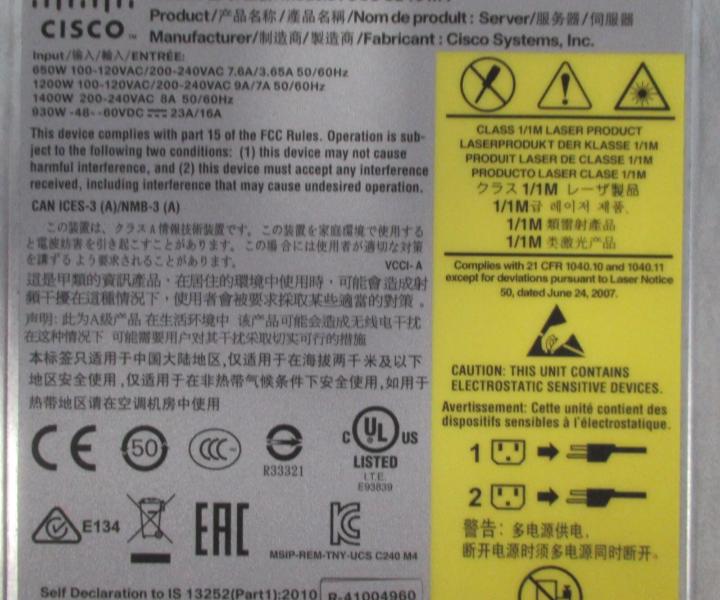 CISCO™
Product/产品名称/產品名稱/Nom de produit : Server/服务器/伺服器
Manufacturer/制造商/製造商/Fabricant : Cisco Systems, Inc.
Input/输入/輸入/ENTRÉE:
650W 100-120VAC/200-240VAC 7.6A/3.65A 50/60Hz
1200W 100-120VAC/200-240VAC 9A/7A 50/60Hz
1400W 200-240VAC 8A 50/60Hz
930W -48- -60VDC 23A/16A
This device complies with part 15 of the FCC Rules. Operation is sub-
ject to the following two conditions: (1) this device may not cause
harmful interference, and (2) this device must accept any interference
received, including interference that may cause undesired operation.
CAN ICES-3 (A)/NMB-3 (A)
この装置は、クラスA情報技術装置です。この装置を家庭環境で使用する
と電波妨害を引き起こすことがあります。この場合には使用者が適切な対策
を講ずるよう要求されることがあります。
VCCI-A
這是甲類的資訊產品，在居住的環境中使用時，可能會造成射
頻干擾在這種情況下，使用者會被要求採取某些適當的對策。
声明: 此为A级产品 在生活环境中 该产品可能会造成无线电干扰
在这种情况下 可能需要用户对其干扰采取切实可行的措施
本标签只适用于中国大陆地区,仅适用于在海拔两千米及以下
地区安全使用,仅适用于在非热带气候条件下安全使用,如用于
热带地区请在空调机房中使用
CE
50
CCC
R33321
C UL US
LISTED
I.T.E.
E93839
E134
EAC
KC
MSIP-REM-TNY-UCS C240 M4
Self Declaration to IS 13252(Part1):2010
R-41004960
CLASS 1/1M LASER PRODUCT
LASERPRODUKT DER KLASSE 1/1M
PRODUIT LASER DE CLASSE 1/1M
PRODUCTO LASER CLASE 1/1M
クラス 1/1M レーザ製品
1/1M급 레이저 제품.
1/1M 類雷射產品
1/1M 类激光产品
Complies with 21 CFR 1040.10 and 1040.11
except for deviations pursuant to Laser Notice
50, dated June 24, 2007.
CAUTION: THIS UNIT CONTAINS
ELECTROSTATIC SENSITIVE DEVICES.
Avertissement: Cette unité contient des
dispositifs sensibles à l'électrostatique.
1
2
警告: 多电源供电,
断开电源时须多电源同时断开。